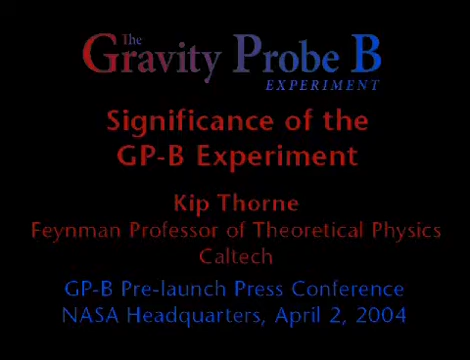 The
Gravity Probe B
EXPERIMENT
Significance of the
GP-B Experiment
Kip Thorne
Feynman Professor of Theoretical Physics
Caltech
GP-B Pre-launch Press Conference
NASA Headquarters, April 2, 2004